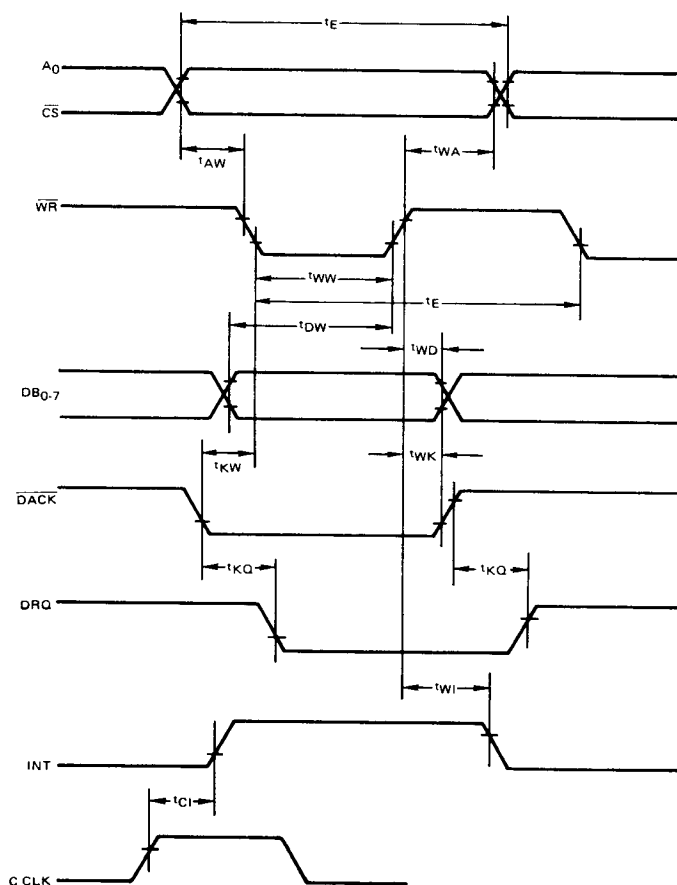 tE
A0
CS
tAW
tWA
WR
tWW
tE
tDW
tWD
DB0-7
tWK
tKW
DACK
tKQ
tKQ
DRQ
tWI
INT
tCI
C CLK